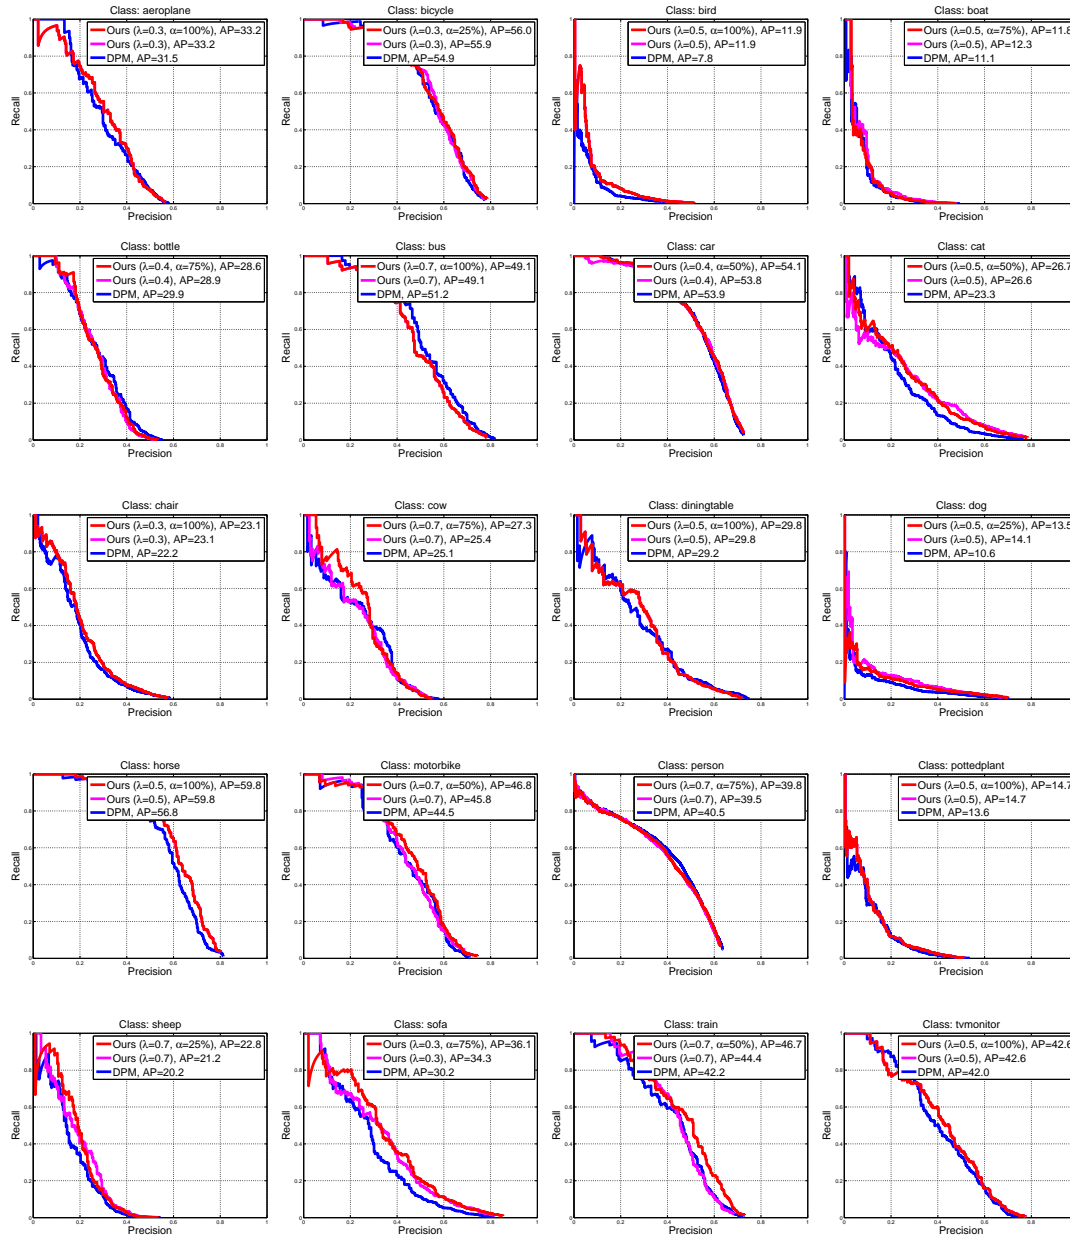 Class: aeroplane
Ours (λ=0.3, α=100%), AP=33.2
Ours (λ=0.3), AP=33.2
DPM, AP=31.5
Recall
Precision
Class: bicycle
Ours (λ=0.3, α=25%), AP=56.0
Ours (λ=0.3), AP=55.9
DPM, AP=54.9
Recall
Precision
Class: bird
Ours (λ=0.5, α=100%), AP=11.9
Ours (λ=0.5), AP=11.9
DPM, AP=7.8
Recall
Precision
Class: boat
Ours (λ=0.5, α=75%), AP=11.8
Ours (λ=0.5), AP=12.3
DPM, AP=11.1
Recall
Precision
Class: bottle
Ours (λ=0.4, α=75%), AP=28.6
Ours (λ=0.4), AP=28.9
DPM, AP=29.9
Recall
Precision
Class: bus
Ours (λ=0.7, α=100%), AP=49.1
Ours (λ=0.7), AP=49.1
DPM, AP=51.2
Recall
Precision
Class: car
Ours (λ=0.4, α=50%), AP=54.1
Ours (λ=0.4), AP=53.8
DPM, AP=53.9
Recall
Precision
Class: cat
Ours (λ=0.5, α=50%), AP=26.7
Ours (λ=0.5), AP=26.6
DPM, AP=23.3
Recall
Precision
Class: chair
Ours (λ=0.3, α=100%), AP=23.1
Ours (λ=0.3), AP=23.1
DPM, AP=22.2
Recall
Precision
Class: cow
Ours (λ=0.7, α=75%), AP=27.3
Ours (λ=0.7), AP=25.4
DPM, AP=25.1
Recall
Precision
Class: diningtable
Ours (λ=0.5, α=100%), AP=29.8
Ours (λ=0.5), AP=29.8
DPM, AP=29.2
Recall
Precision
Class: dog
Ours (λ=0.5, α=25%), AP=13.5
Ours (λ=0.5), AP=14.1
DPM, AP=10.6
Recall
Precision
Class: horse
Ours (λ=0.5, α=100%), AP=59.8
Ours (λ=0.5), AP=59.8
DPM, AP=56.8
Recall
Precision
Class: motorbike
Ours (λ=0.7, α=50%), AP=46.8
Ours (λ=0.7), AP=45.8
DPM, AP=44.5
Recall
Precision
Class: person
Ours (λ=0.7, α=75%), AP=39.8
Ours (λ=0.7), AP=39.5
DPM, AP=40.5
Recall
Precision
Class: pottedplant
Ours (λ=0.5, α=100%), AP=14.7
Ours (λ=0.5), AP=14.7
DPM, AP=13.6
Recall
Precision
Class: sheep
Ours (λ=0.7, α=25%), AP=22.8
Ours (λ=0.7), AP=21.2
DPM, AP=20.2
Recall
Precision
Class: sofa
Ours (λ=0.3, α=75%), AP=36.1
Ours (λ=0.3), AP=34.3
DPM, AP=30.2
Recall
Precision
Class: train
Ours (λ=0.7, α=50%), AP=46.7
Ours (λ=0.7), AP=44.4
DPM, AP=42.2
Recall
Precision
Class: tvmonitor
Ours (λ=0.5, α=100%), AP=42.6
Ours (λ=0.5), AP=42.6
DPM, AP=42.0
Recall
Precision